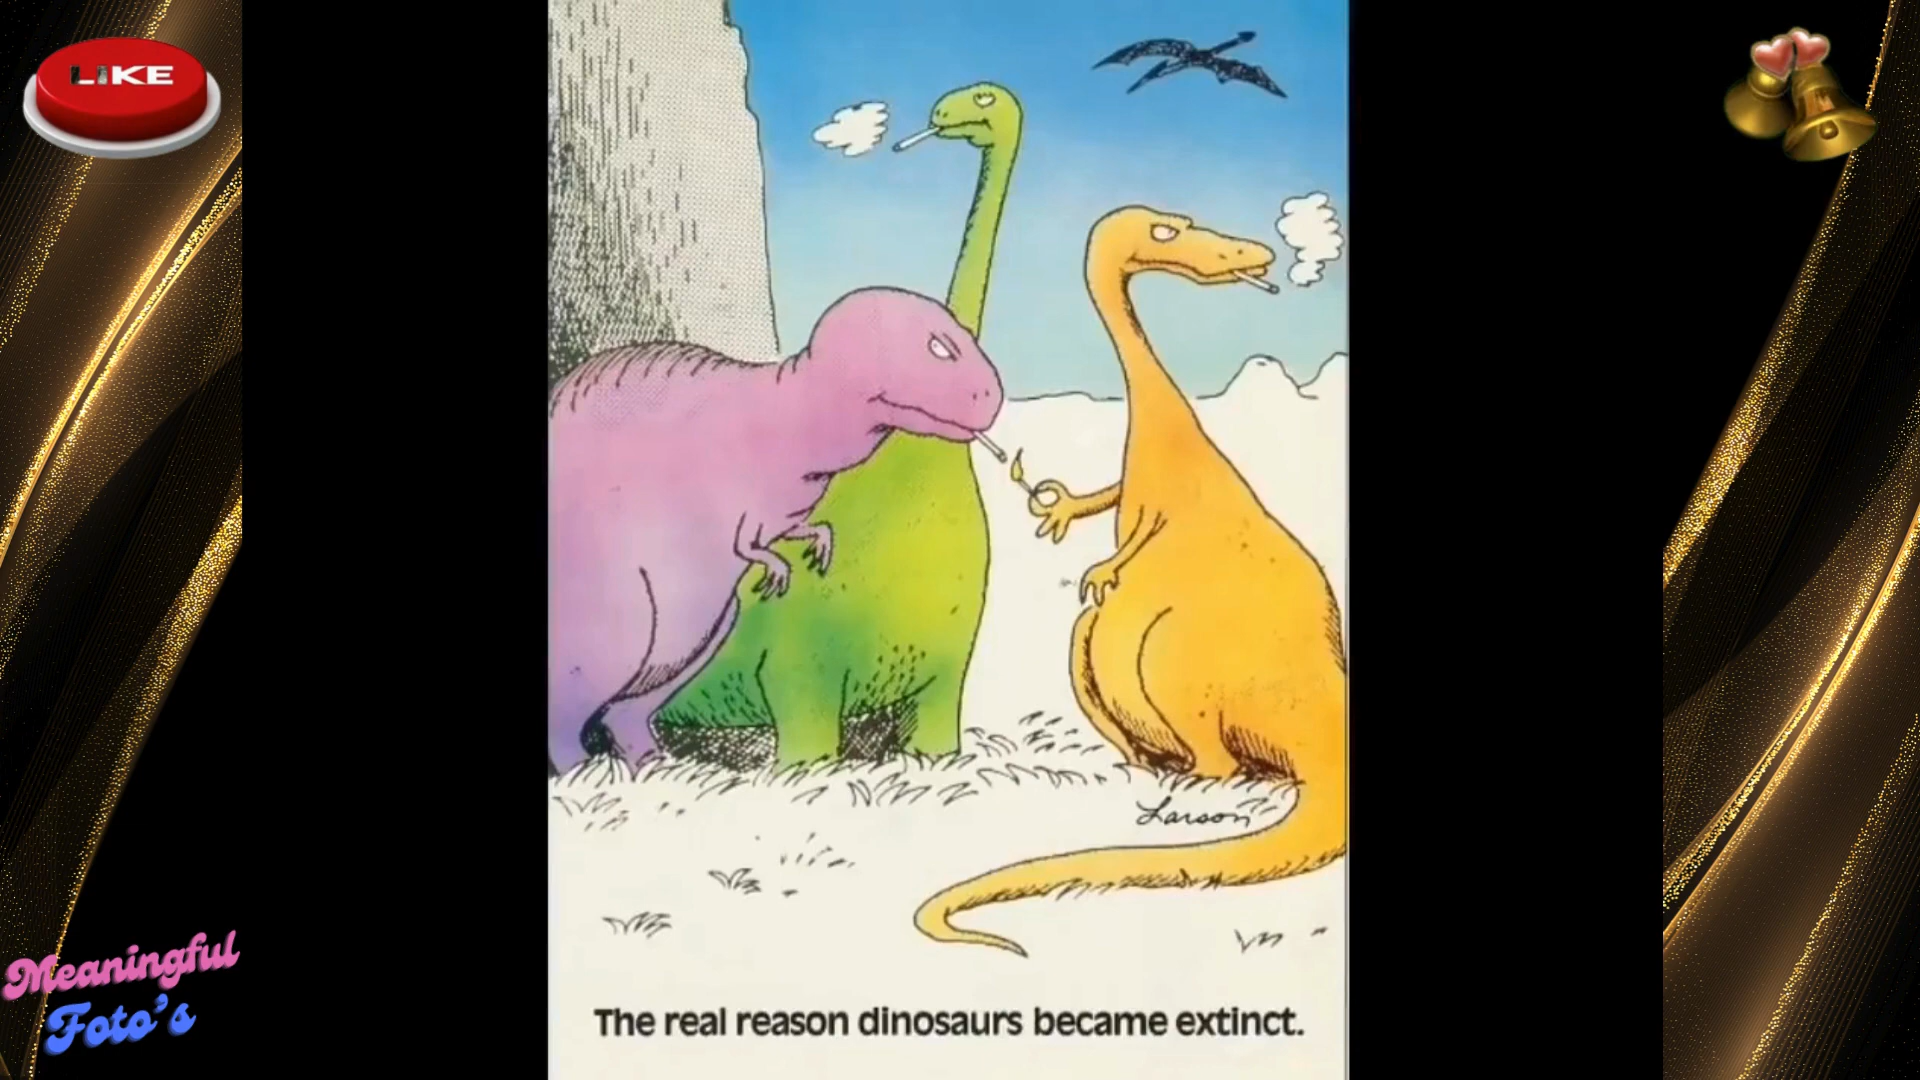 LIKE
Larson
The real reason dinosaurs became extinct.
Meaningful
Foto's